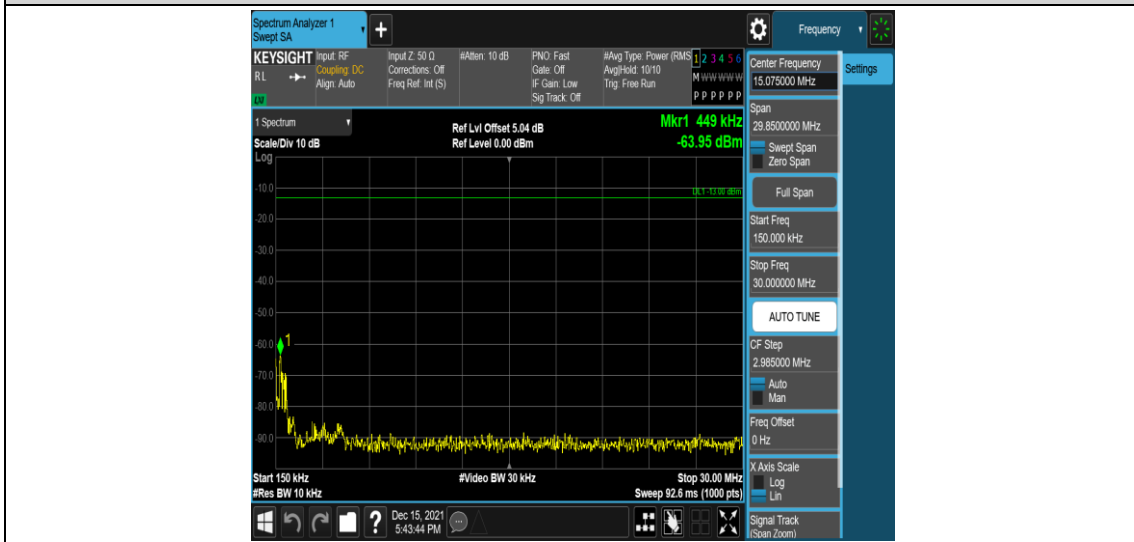 Spectrum Analyzer 1
Swept SA
+
Frequency
KEYSIGHT
RL
LXI
Input: RF
Coupling: DC
Align: Auto
Input Z: 50 Ω
Corrections: Off
Freq Ref: Int (S)
#Atten: 10 dB
PNO: Fast
Gate: Off
IF Gain: Low
Sig Track: Off
#Avg Type: Power (RMS
Avg|Hold: 10/10
Trig: Free Run
1 2 3 4 5 6
M W W W W W
P P P P P P
1 Spectrum
Scale/Div 10 dB
Log
Ref Lvl Offset 5.04 dB
Ref Level 0.00 dBm
Mkr1 449 kHz
-63.95 dBm
DL1 -13.00 dBm
-10.0
-20.0
-30.0
-40.0
-50.0
-60.0
-70.0
-80.0
-90.0
1
Start 150 kHz
#Res BW 10 kHz
#Video BW 30 kHz
Stop 30.00 MHz
Sweep 92.6 ms (1000 pts)
Dec 15, 2021
5:43:44 PM
?
Center Frequency
15.075000 MHz
Settings
Span
29.8500000 MHz
Swept Span
Zero Span
Full Span
Start Freq
150.000 kHz
Stop Freq
30.000000 MHz
AUTO TUNE
CF Step
2.985000 MHz
Auto
Man
Freq Offset
0 Hz
X Axis Scale
Log
Lin
Signal Track
(Span Zoom)